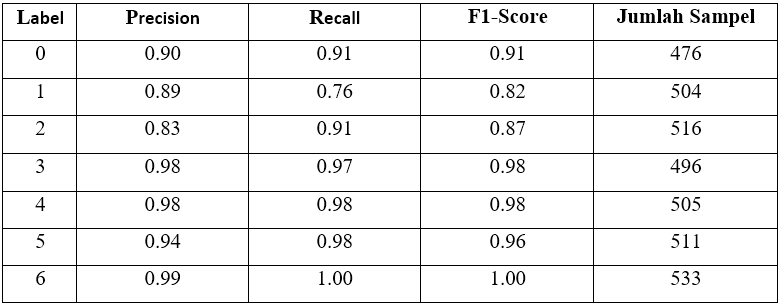 Label Precision Recall F1-Score Jumlah Sampel
0 0.90 0.91 0.91 476
1 0.89 0.76 0.82 504
2 0.83 0.91 0.87 516
3 0.98 0.97 0.98 496
4 0.98 0.98 0.98 505
5 0.94 0.98 0.96 511
6 0.99 1.00 1.00 533